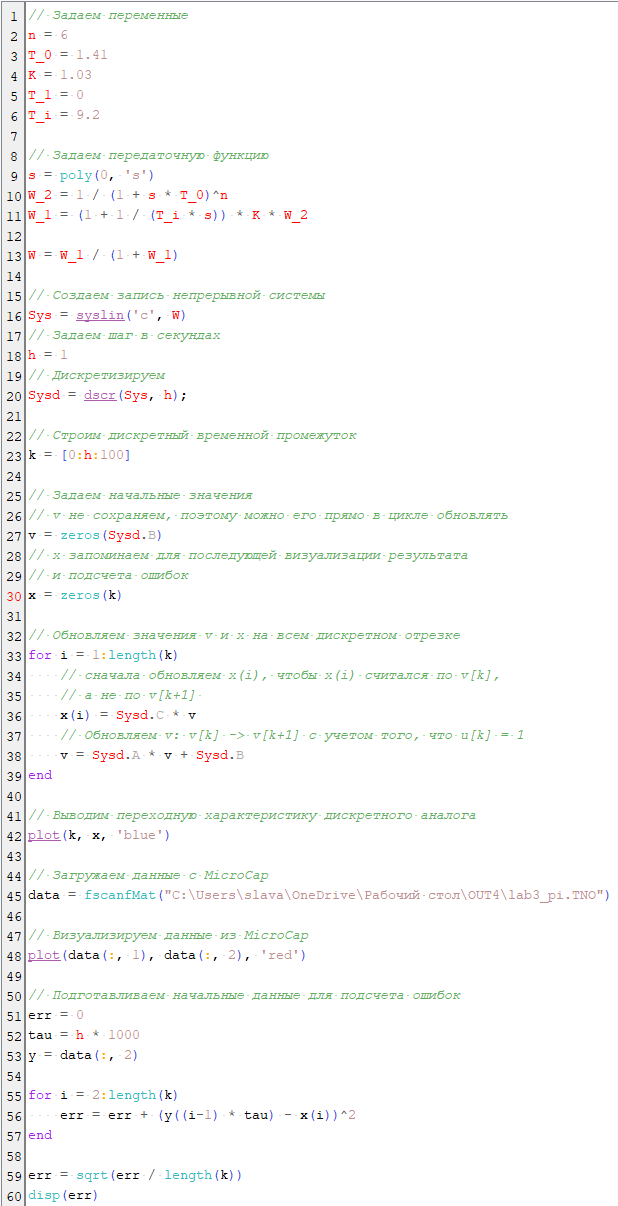 1 // Задаем переменные
2 n = 6
3 T_0 = 1.41
4 K = 1.03
5 T_1 = 0
6 T_i = 9.2
7
8 // Задаем передаточную функцию
9 s = poly(0, 's')
10 W_2 = 1 / (1 + s * T_0)^n
11 W_1 = (1 + 1 / (T_i * s)) * K * W_2
12
13 W = W_1 / (1 + W_1)
14
15 // Создаем запись непрерывной системы
16 Sys = syslin('c', W)
17 // Задаем шаг в секундах
18 h = 1
19 // Дискретизируем
20 Sysd = dscr(Sys, h);
21
22 // Строим дискретный временной промежуток
23 k = [0:h:100]
24
25 // Задаем начальные значения
26 // v не сохраняем, поэтому можно его прямо в цикле обновлять
27 v = zeros(Sysd.B)
28 // x запоминаем для последующей визуализации результата
29 // и подсчета ошибок
30 x = zeros(k)
31
32 // Обновляем значения v и x на всем дискретном отрезке
33 for i = 1:length(k)
34     // сначала обновляем x(i), чтобы x(i) считался по v[k],
35     // а не по v[k+1]
36     x(i) = Sysd.C * v
37     // Обновляем v: v[k] -> v[k+1] с учетом того, что u[k] = 1
38     v = Sysd.A * v + Sysd.B
39 end
40
41 // Выводим переходную характеристику дискретного аналога
42 plot(k, x, 'blue')
43
44 // Загружаем данные с MicroCap
45 data = fscanfMat("C:\Users\slava\OneDrive\Рабочий стол\OUT4\lab3_pi.TNO")
46
47 // Визуализируем данные из MicroCap
48 plot(data(:, 1), data(:, 2), 'red')
49
50 // Подготавливаем начальные данные для подсчета ошибок
51 err = 0
52 tau = h * 1000
53 y = data(:, 2)
54
55 for i = 2:length(k)
56     err = err + (y((i-1) * tau) - x(i))^2
57 end
58
59 err = sqrt(err / length(k))
60 disp(err)